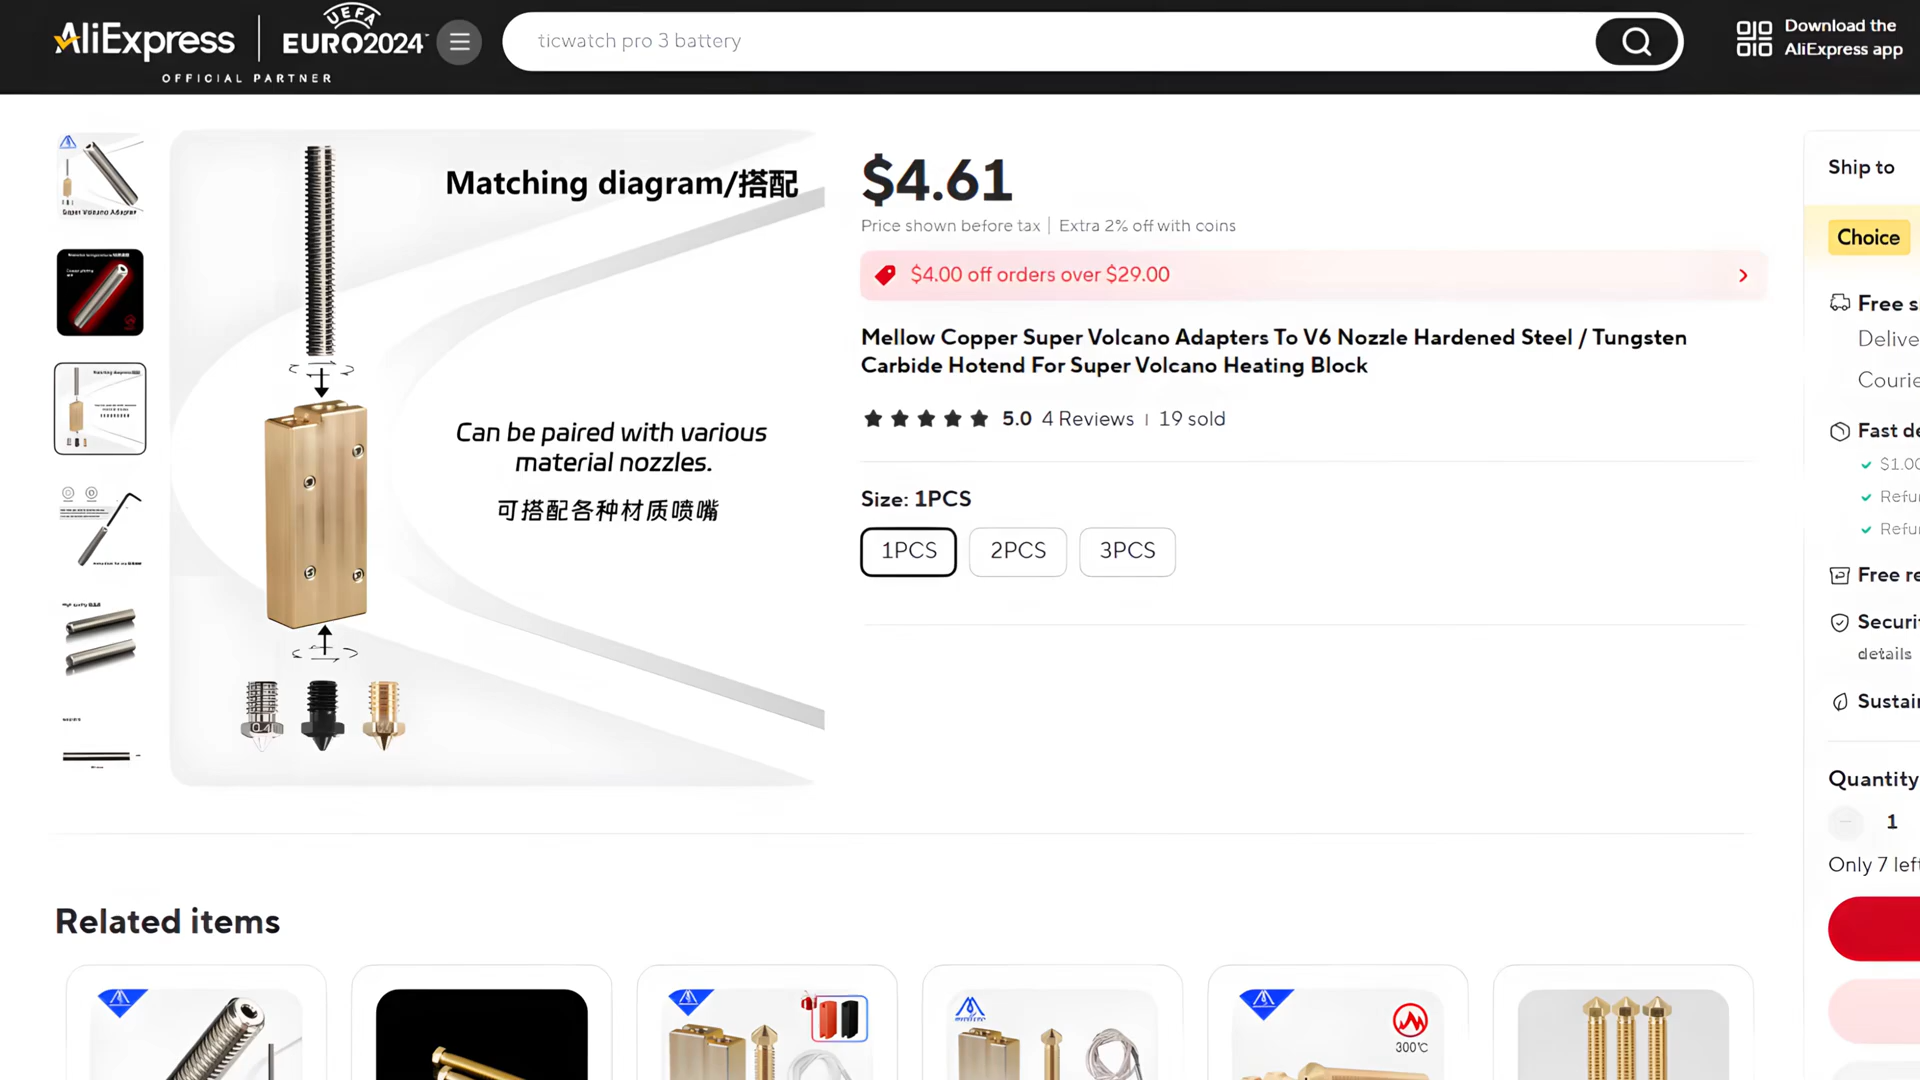 AliExpress
UEFA
EURO2024
OFFICIAL PARTNER
ticwatch pro 3 battery
Download the
AliExpress app
Super Volcano Adapter
Matching diagram/搭配
Can be paired with various
material nozzles.
可搭配各种材质喷嘴
$4.61
Price shown before tax | Extra 2% off with coins
$4.00 off orders over $29.00
Mellow Copper Super Volcano Adapters To V6 Nozzle Hardened Steel / Tungsten
Carbide Hotend For Super Volcano Heating Block
5.0 4 Reviews | 19 sold
Size: 1PCS
1PCS 2PCS 3PCS
Ship to
Choice
Free s
Delive
Courie
Fast de
$1.00
Refu
Refu
Free re
Securi
details
Sustai
Quantity
1
Only 7 left
Related items
300℃